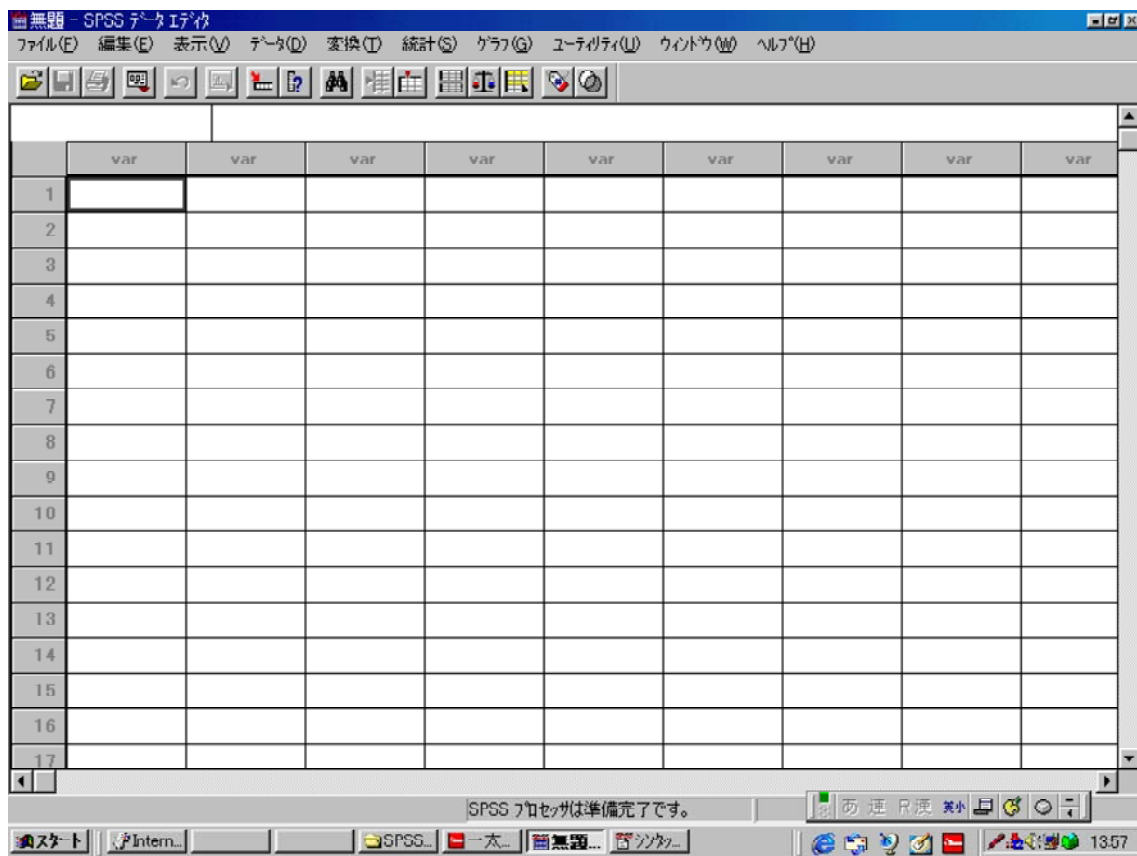 無題 - SPSS ﾃﾞｰﾀ ｴﾃﾞｨﾀ
ﾌｧｲﾙ(F) 編集(E) 表示(V) ﾃﾞｰﾀ(D) 変換(T) 統計(S) ｸﾞﾗﾌ(G) ﾕｰﾃｨﾘﾃｨ(U) ｳｨﾝﾄﾞｳ(W) ﾍﾙﾌﾟ(H)
var var var var var var var var var
1
2
3
4
5
6
7
8
9
10
11
12
13
14
15
16
17
SPSS ﾌﾟﾛｾｯｻは準備完了です。
あ 連 R漢 英小
ｽﾀｰﾄ Intern... SPSS... 一太... 無題... ｼﾝﾀｯ... 13:57